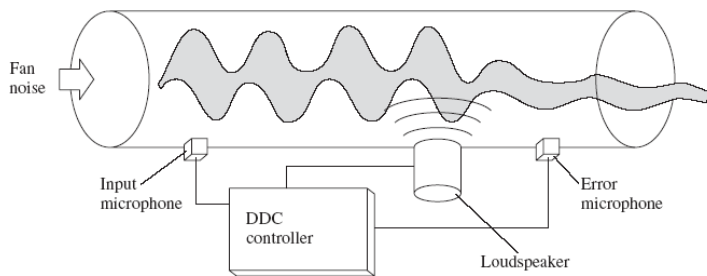 Fan
noise
Input
microphone
DDC
controller
Loudspeaker
Error
microphone